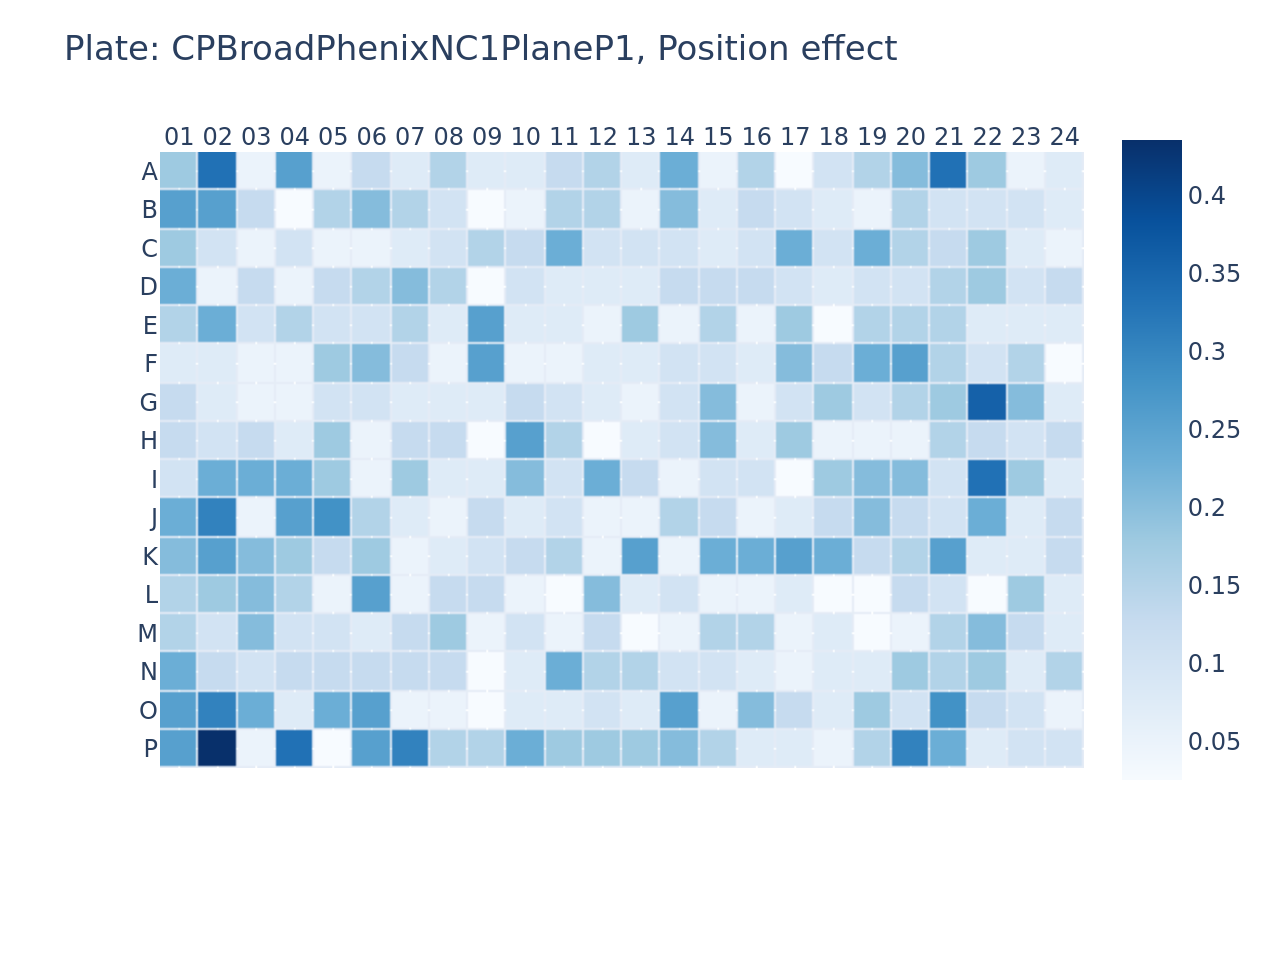 Plate: CPBroadPhenixNC1PlaneP1, Position effect
01 02 03 04 05 06 07 08 09 10 11 12 13 14 15 16 17 18 19 20 21 22 23 24
A
B
C
D
E
F
G
H
I
J
K
L
M
N
O
P
0.4
0.35
0.3
0.25
0.2
0.15
0.1
0.05